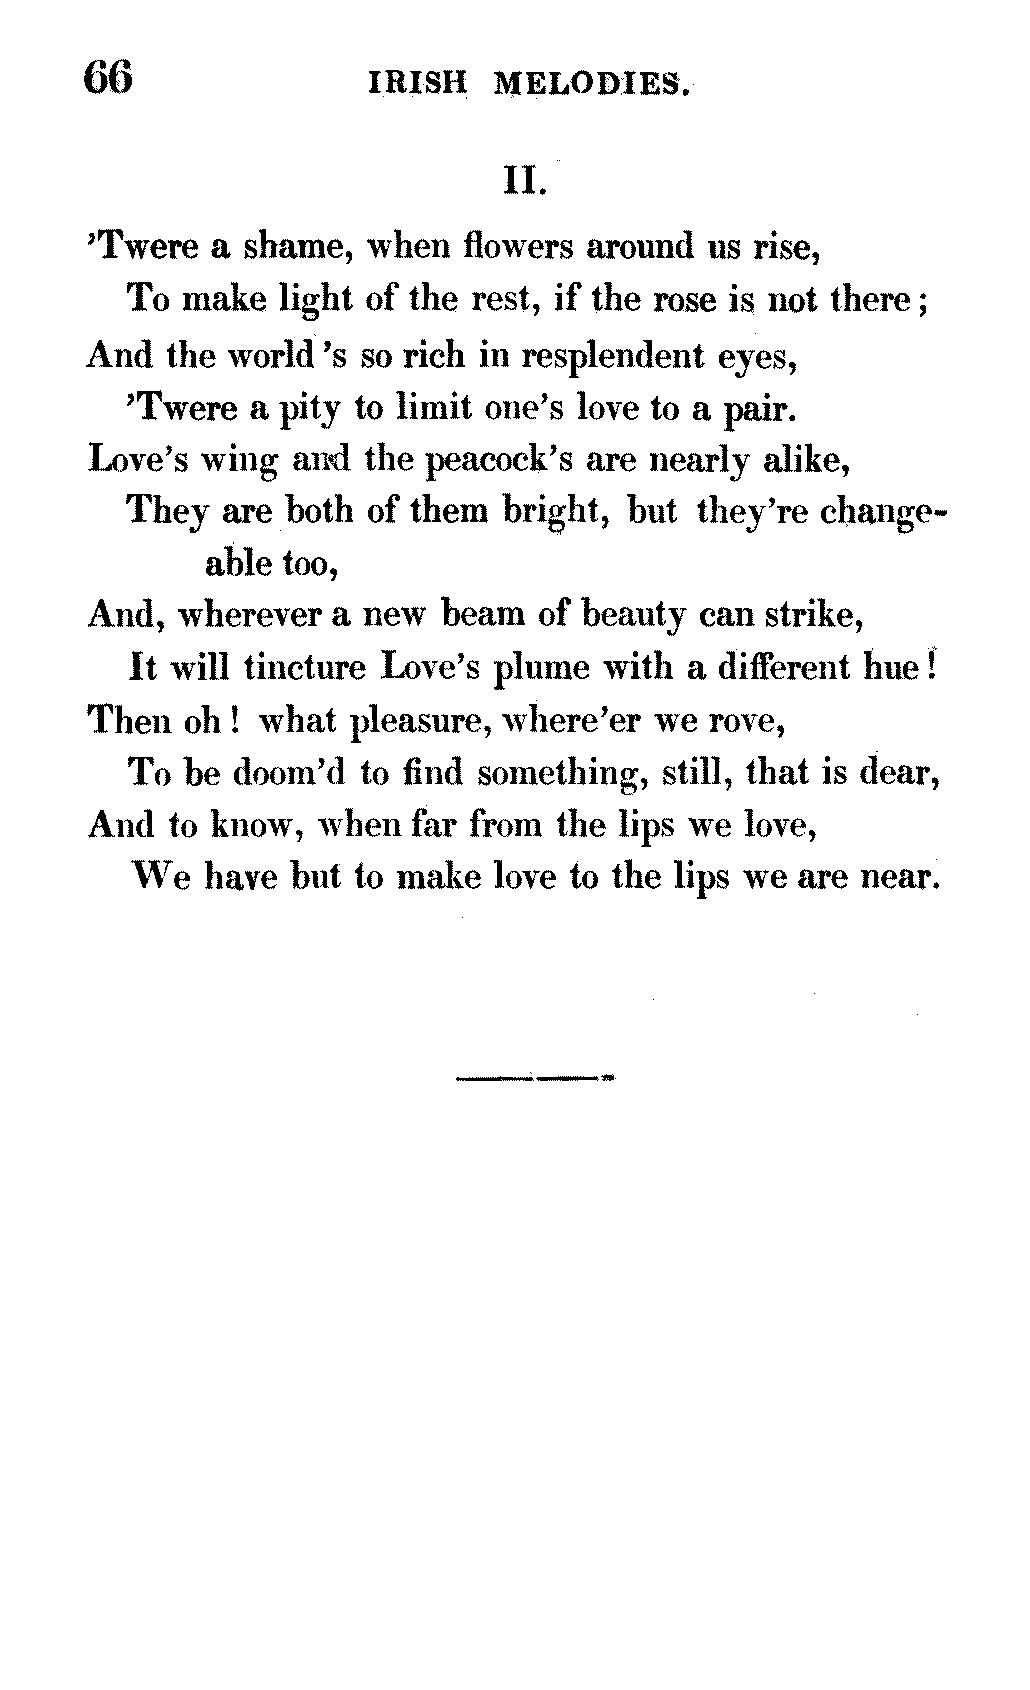 66 IRISH MELODIES.
II.
’Twere a shame, when flowers around us rise,
To make light of the rest, if the rose is not there;
And the world ’s so rich in resplendent eyes,
’Twere a pity to limit one’s love to a pair.
Love’s wing and the peacock’s are nearly alike,
They are both of them bright, but they’re change-
able too,
And, wherever a new beam of beauty can strike,
It will tincture Love’s plume with a different hue!
Then oh! what pleasure, where’er we rove,
To be doom’d to find something, still, that is dear,
And to know, when far from the lips we love,
We have but to make love to the lips we are near.